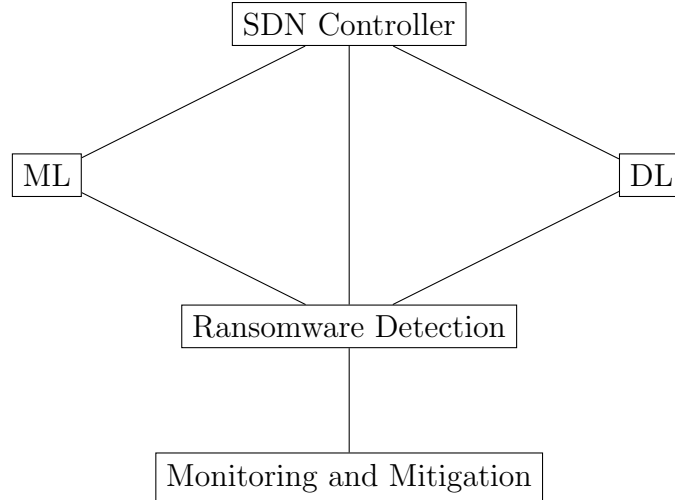 SDN Controller
ML
DL
Ransomware Detection
Monitoring and Mitigation